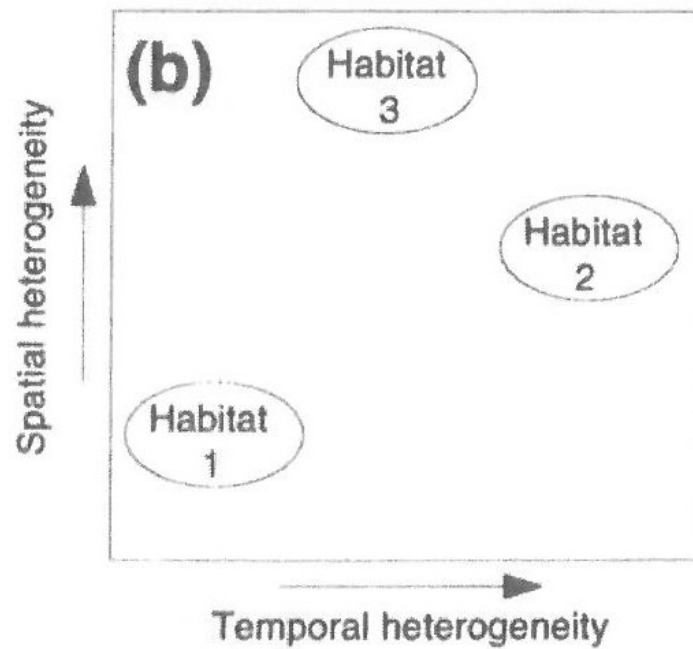 (b)
Habitat
3
Habitat
2
Habitat
1
Spatial heterogeneity
Temporal heterogeneity